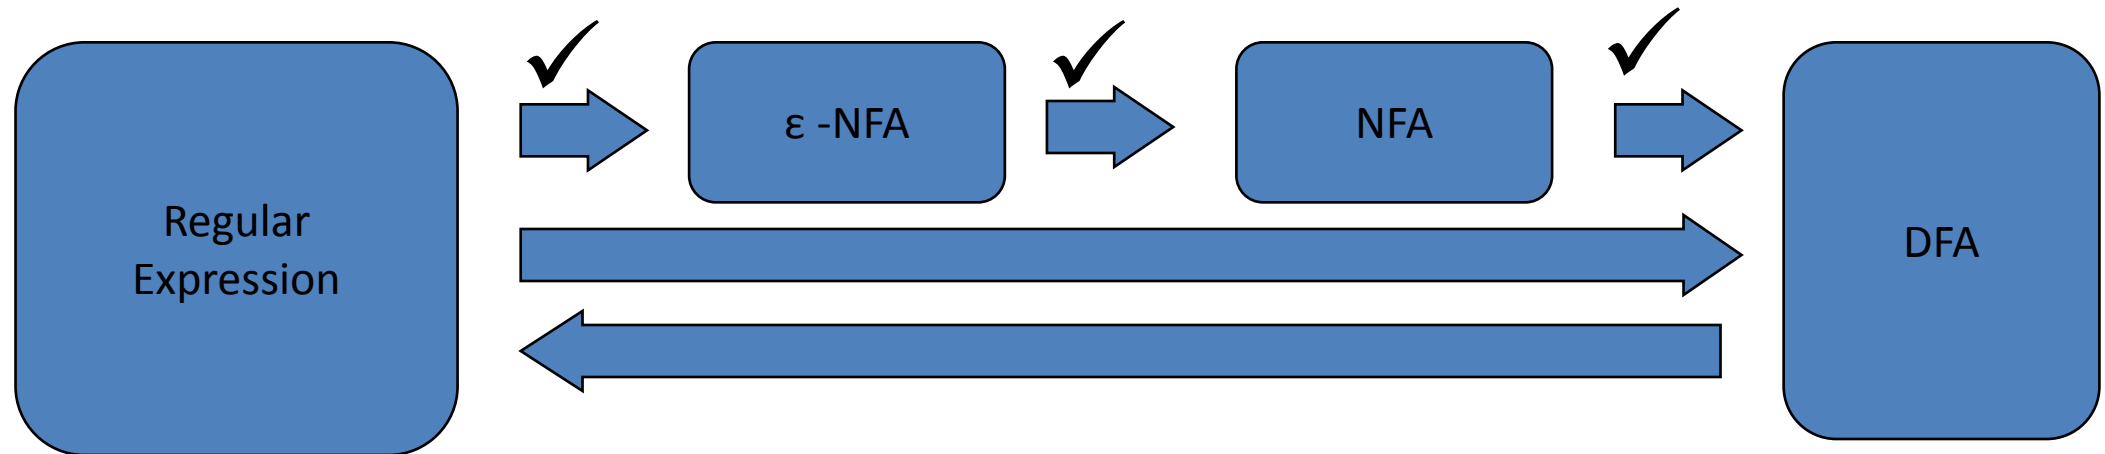 Regular
Expression
ε -NFA
NFA
DFA